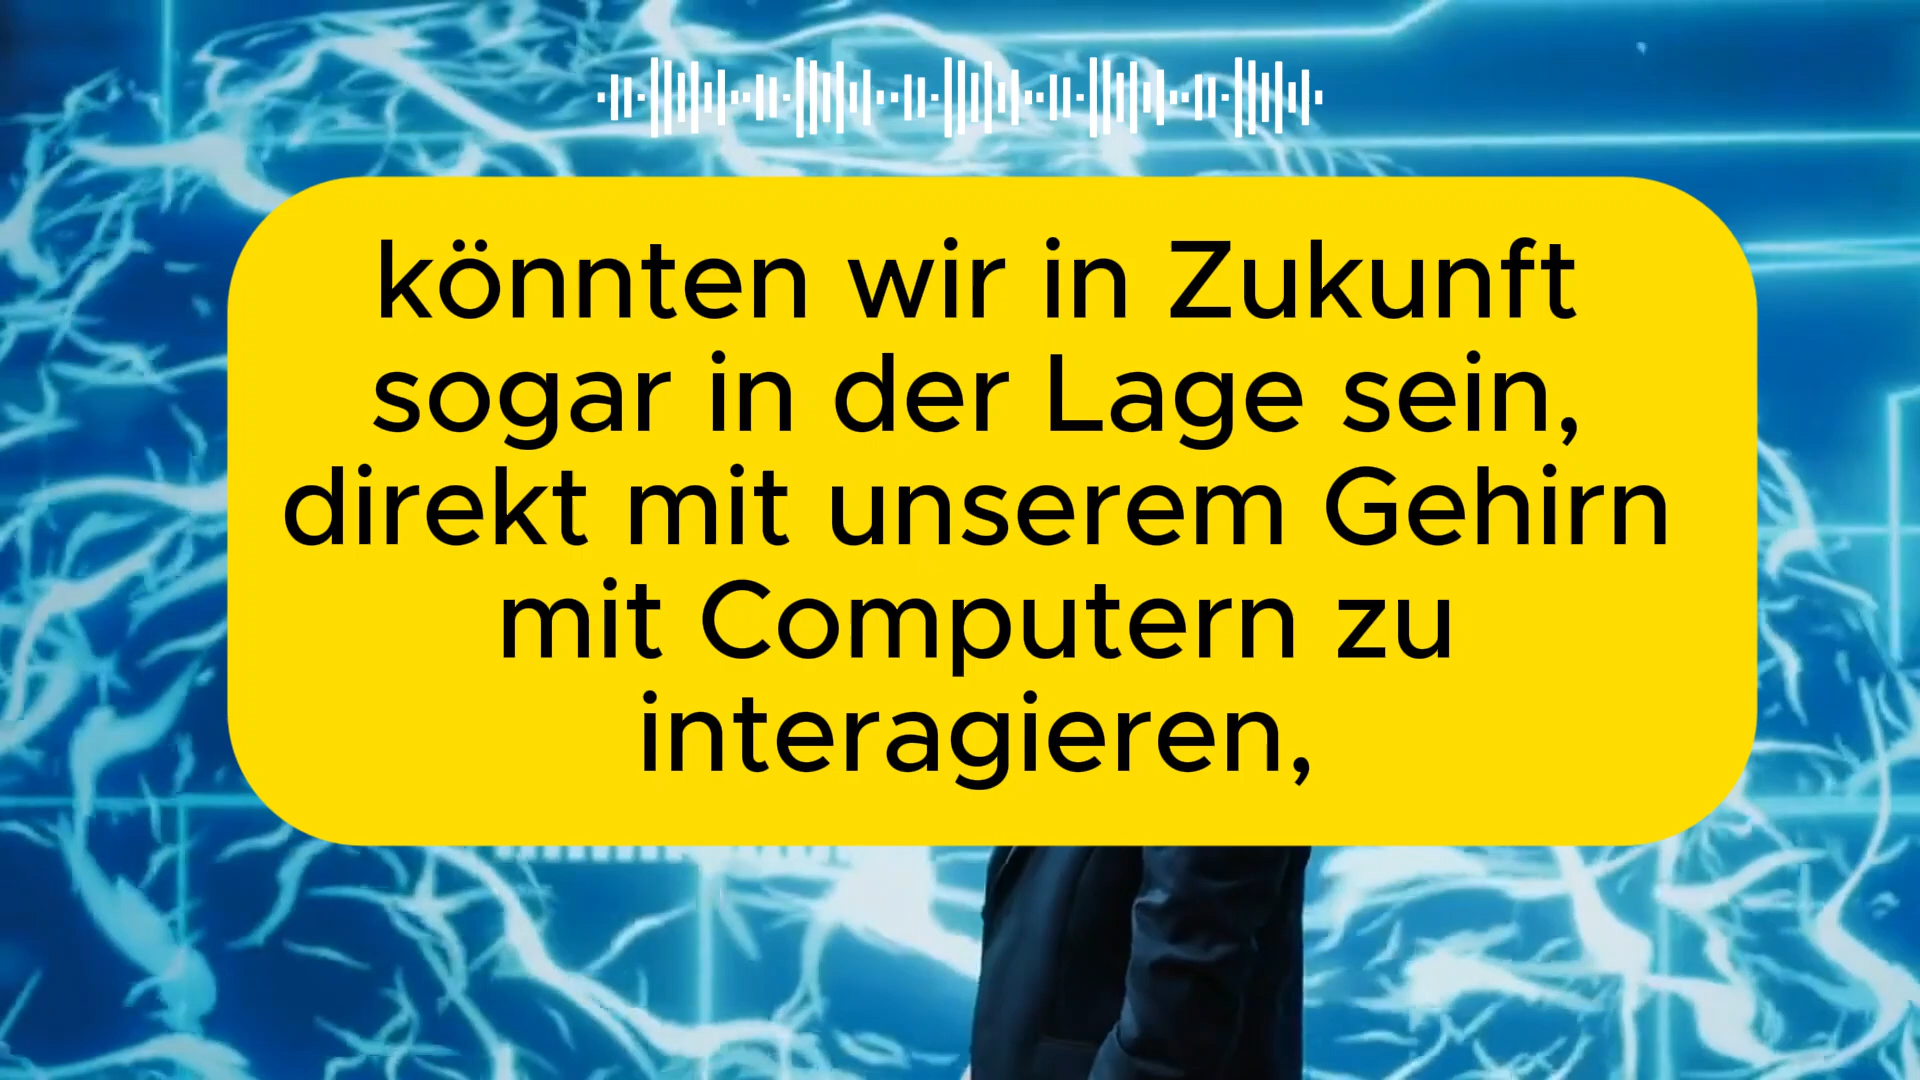 könnten wir in Zukunft
sogar in der Lage sein,
direkt mit unserem Gehirn
mit Computern zu
interagieren,